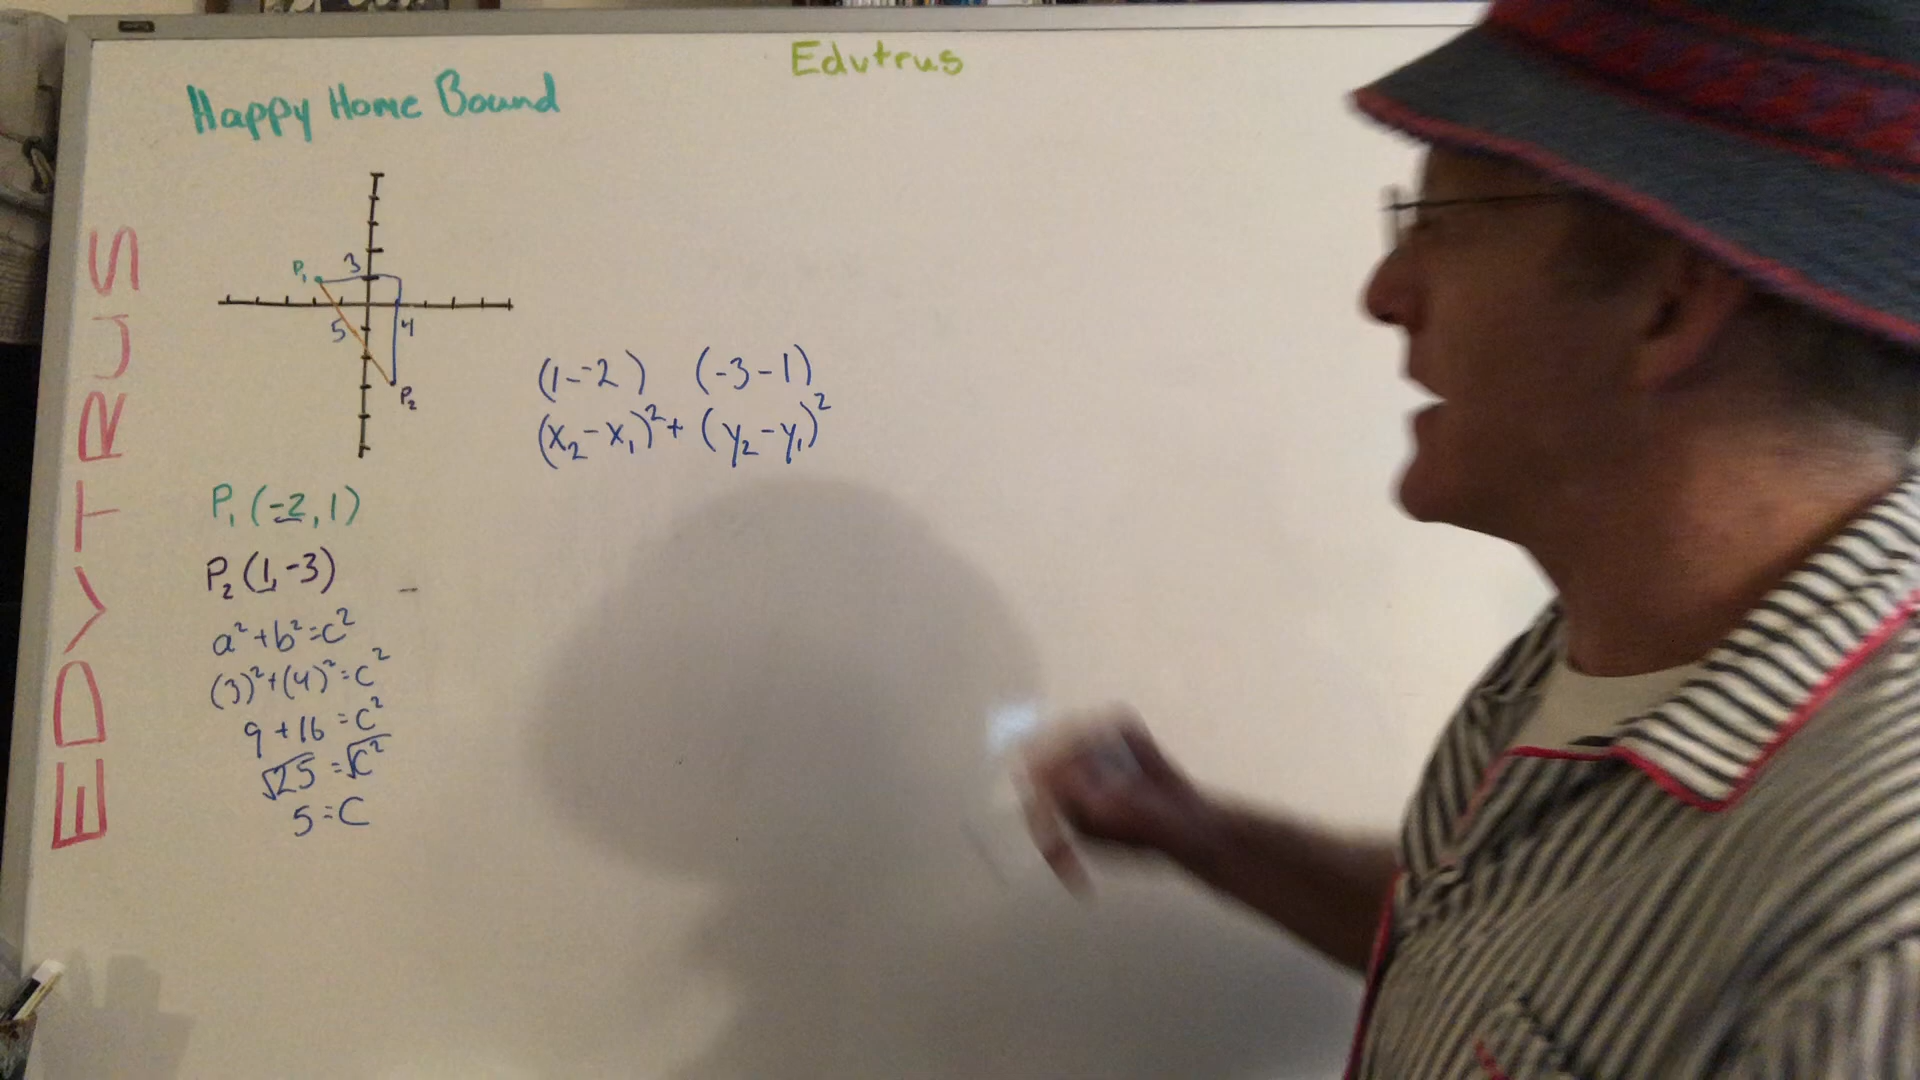 Edutrus
Happy Home Bound
EDVTRUS
P₁ 3
5 4
P₂
(1--2) (-3-1)
(x₂-x₁)²+ (y₂-y₁)²
P₁(-2,1)
P₂(1,-3)
a²+b²=c²
(3)²+(4)²=c²
9+16=c²
√25=√c²
5=C